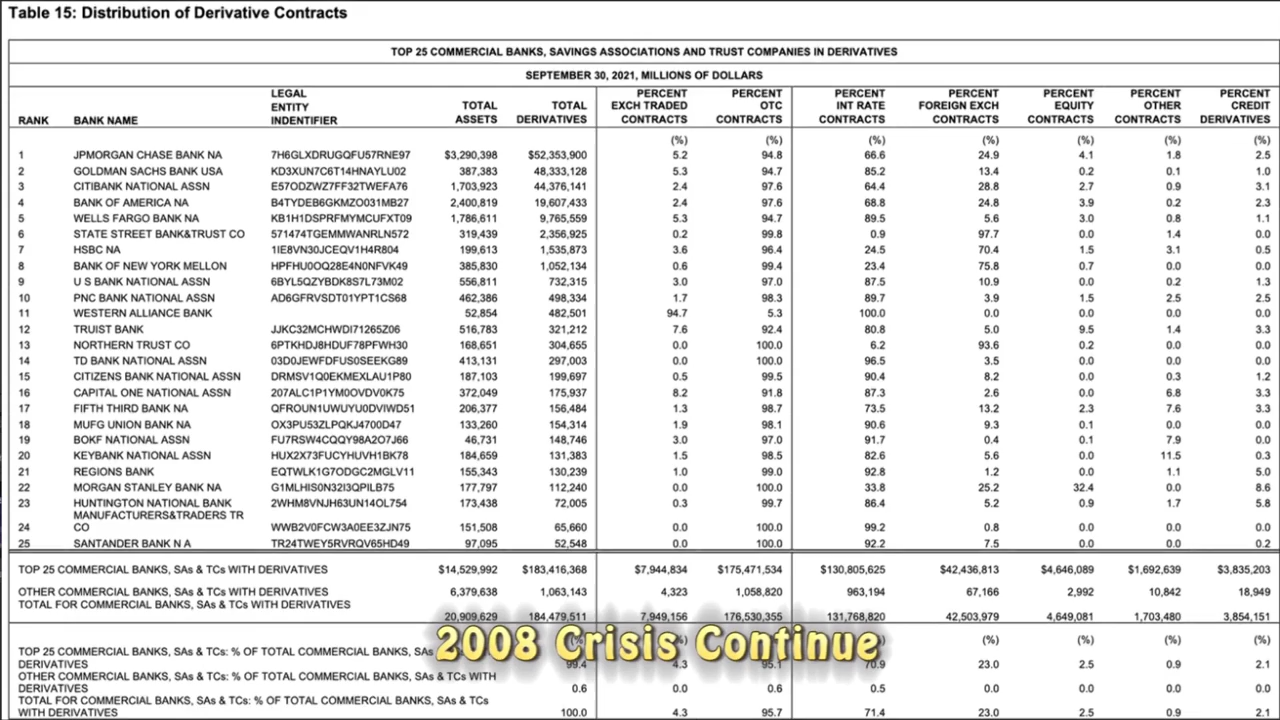 Table 15: Distribution of Derivative Contracts
TOP 25 COMMERCIAL BANKS, SAVINGS ASSOCIATIONS AND TRUST COMPANIES IN DERIVATIVES
SEPTEMBER 30, 2021, MILLIONS OF DOLLARS
LEGAL PERCENT PERCENT PERCENT PERCENT PERCENT PERCENT PERCENT
ENTITY TOTAL TOTAL EXCH TRADED OTC INT RATE FOREIGN EXCH EQUITY OTHER CREDIT
RANK BANK NAME INDENTIFIER ASSETS DERIVATIVES CONTRACTS CONTRACTS CONTRACTS CONTRACTS CONTRACTS CONTRACTS DERIVATIVES
(%) (%) (%) (%) (%) (%) (%)
1 JPMORGAN CHASE BANK NA 7H6GLXDRUGQFU57RNE97 $3,290,398 $52,353,900 5.2 94.8 66.6 24.9 4.1 1.8 2.5
2 GOLDMAN SACHS BANK USA KD3XUN7C6T14HNAYLU02 387,383 48,333,128 5.3 94.7 85.2 13.4 0.2 0.1 1.0
3 CITIBANK NATIONAL ASSN E57ODZWZ7FF32TWEFA76 1,703,923 44,376,141 2.4 97.6 64.4 28.8 2.7 0.9 3.1
4 BANK OF AMERICA NA B4TYDEB6GKMZO031MB27 2,400,819 19,607,433 2.4 97.6 68.8 24.8 3.9 0.2 2.3
5 WELLS FARGO BANK NA KB1H1DSPRFMYMCUFXT09 1,786,611 9,765,559 5.3 94.7 89.5 5.6 3.0 0.8 1.1
6 STATE STREET BANK&TRUST CO 571474TGEMMWANRLN572 319,439 2,356,925 0.2 99.8 0.9 97.7 0.0 1.4 0.0
7 HSBC NA 1IE8VN30JCEQV1H4R804 199,613 1,535,873 3.6 96.4 24.5 70.4 1.5 3.1 0.5
8 BANK OF NEW YORK MELLON HPFHU0OQ28E4N0NFVK49 385,830 1,052,134 0.6 99.4 23.4 75.8 0.7 0.0 0.0
9 U S BANK NATIONAL ASSN 6BYL5QZYBDK8S7L73M02 556,811 732,315 3.0 97.0 87.5 10.9 0.0 0.2 1.3
10 PNC BANK NATIONAL ASSN AD6GFRVSDT01YPT1CS68 462,386 498,334 1.7 98.3 89.7 3.9 1.5 2.5 2.5
11 WESTERN ALLIANCE BANK 52,854 482,501 94.7 5.3 100.0 0.0 0.0 0.0 0.0
12 TRUIST BANK JJKC32MCHWDI71265Z06 516,783 321,212 7.6 92.4 80.8 5.0 9.5 1.4 3.3
13 NORTHERN TRUST CO 6PTKHDJ8HDUF78PFWH30 168,651 304,655 0.0 100.0 6.2 93.6 0.2 0.0 0.0
14 TD BANK NATIONAL ASSN 03D0JEWFDFUS0SEEKG89 413,131 297,003 0.0 100.0 96.5 3.5 0.0 0.0 0.0
15 CITIZENS BANK NATIONAL ASSN DRMSV1Q0EKMEXLAU1P80 187,103 199,697 0.5 99.5 90.4 8.2 0.0 0.3 1.2
16 CAPITAL ONE NATIONAL ASSN 207ALC1P1YM0OVDV0K75 372,049 175,937 8.2 91.8 87.3 2.6 0.0 6.8 3.3
17 FIFTH THIRD BANK NA QFROUN1UWUYU0DVIWD51 206,377 156,484 1.3 98.7 73.5 13.2 2.3 7.6 3.3
18 MUFG UNION BANK NA OX3PU53ZLPQKJ4700D47 133,260 154,314 1.9 98.1 90.6 9.3 0.1 0.0 0.0
19 BOKF NATIONAL ASSN FU7RSW4CQQY98A2O7J66 46,731 148,746 3.0 97.0 91.7 0.4 0.1 7.9 0.0
20 KEYBANK NATIONAL ASSN HUX2X73FUCYHUVH1BK78 184,659 131,383 1.5 98.5 82.6 5.6 0.0 11.5 0.3
21 REGIONS BANK EQTWLK1G7ODGC2MGLV11 155,343 130,239 1.0 99.0 92.8 1.2 0.0 1.1 5.0
22 MORGAN STANLEY BANK NA G1MLHIS0N32I3QPILB75 177,797 112,240 0.0 100.0 33.8 25.2 32.4 0.0 8.6
23 HUNTINGTON NATIONAL BANK 2WHM8VNJH63UN14OL754 173,438 72,005 0.3 99.7 86.4 5.2 0.9 1.7 5.8
MANUFACTURERS&TRADERS TR
24 CO WWB2V0FCW3A0EE3ZJN75 151,508 65,660 0.0 100.0 99.2 0.8 0.0 0.0 0.0
25 SANTANDER BANK N A TR24TWEY5RVRQV65HD49 97,095 52,548 0.0 100.0 92.2 7.5 0.0 0.0 0.2
TOP 25 COMMERCIAL BANKS, SAs & TCs WITH DERIVATIVES $14,529,992 $183,416,368 $7,944,834 $175,471,534 $130,805,625 $42,436,813 $4,646,089 $1,692,639 $3,835,203
OTHER COMMERCIAL BANKS, SAs & TCs WITH DERIVATIVES 6,379,638 1,063,143 4,323 1,058,820 963,194 67,166 2,992 10,842 18,949
TOTAL FOR COMMERCIAL BANKS, SAs & TCs WITH DERIVATIVES
20,909,629 184,479,511 7,949,156 176,530,355 131,768,820 42,503,979 4,649,081 1,703,480 3,854,151
2008 Crisis Continue
(%) (%) (%) (%) (%)
TOP 25 COMMERCIAL BANKS, SAs & TCs: % OF TOTAL COMMERCIAL BANKS, SAs
DERIVATIVES 99.4 4.3 95.1 70.9 23.0 2.5 0.9 2.1
OTHER COMMERCIAL BANKS, SAs & TCs: % OF TOTAL COMMERCIAL BANKS, SAs & TCs WITH
DERIVATIVES 0.6 0.0 0.6 0.5 0.0 0.0 0.0 0.0
TOTAL FOR COMMERCIAL BANKS, SAs & TCs: % OF TOTAL COMMERCIAL BANKS, SAs & TCs
WITH DERIVATIVES 100.0 4.3 95.7 71.4 23.0 2.5 0.9 2.1